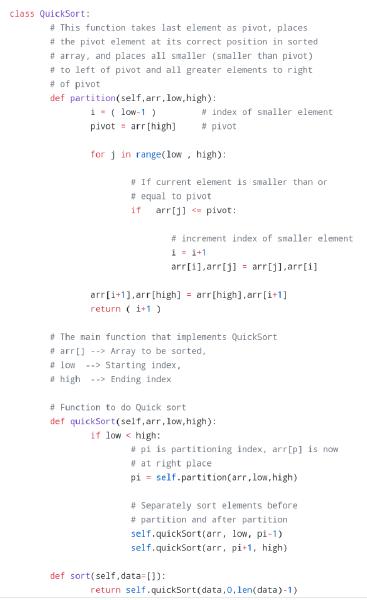 class QuickSort:
# This function takes last element as pivot, places
# the pivot element at its correct position in sorted
# array, and places all smaller (smaller than pivot)
# to left of pivot and all greater elements to right
# of pivot
def partition(self,arr,low,high):
i = ( low-1 ) # index of smaller element
pivot = arr[high] # pivot
for j in range(low , high):
# If current element is smaller than or
# equal to pivot
if arr[j] <= pivot:
# increment index of smaller element
i = i+1
arr[i],arr[j] = arr[j],arr[i]
arr[i+1],arr[high] = arr[high],arr[i+1]
return ( i+1 )
# The main function that implements QuickSort
# arr[] --> Array to be sorted,
# low --> Starting index,
# high --> Ending index
# Function to do Quick sort
def quickSort(self,arr,low,high):
if low < high:
# pi is partitioning index, arr[p] is now
# at right place
pi = self.partition(arr,low,high)
# Separately sort elements before
# partition and after partition
self.quickSort(arr, low, pi-1)
self.quickSort(arr, pi+1, high)
def sort(self,data=[]):
return self.quickSort(data,0,len(data)-1)